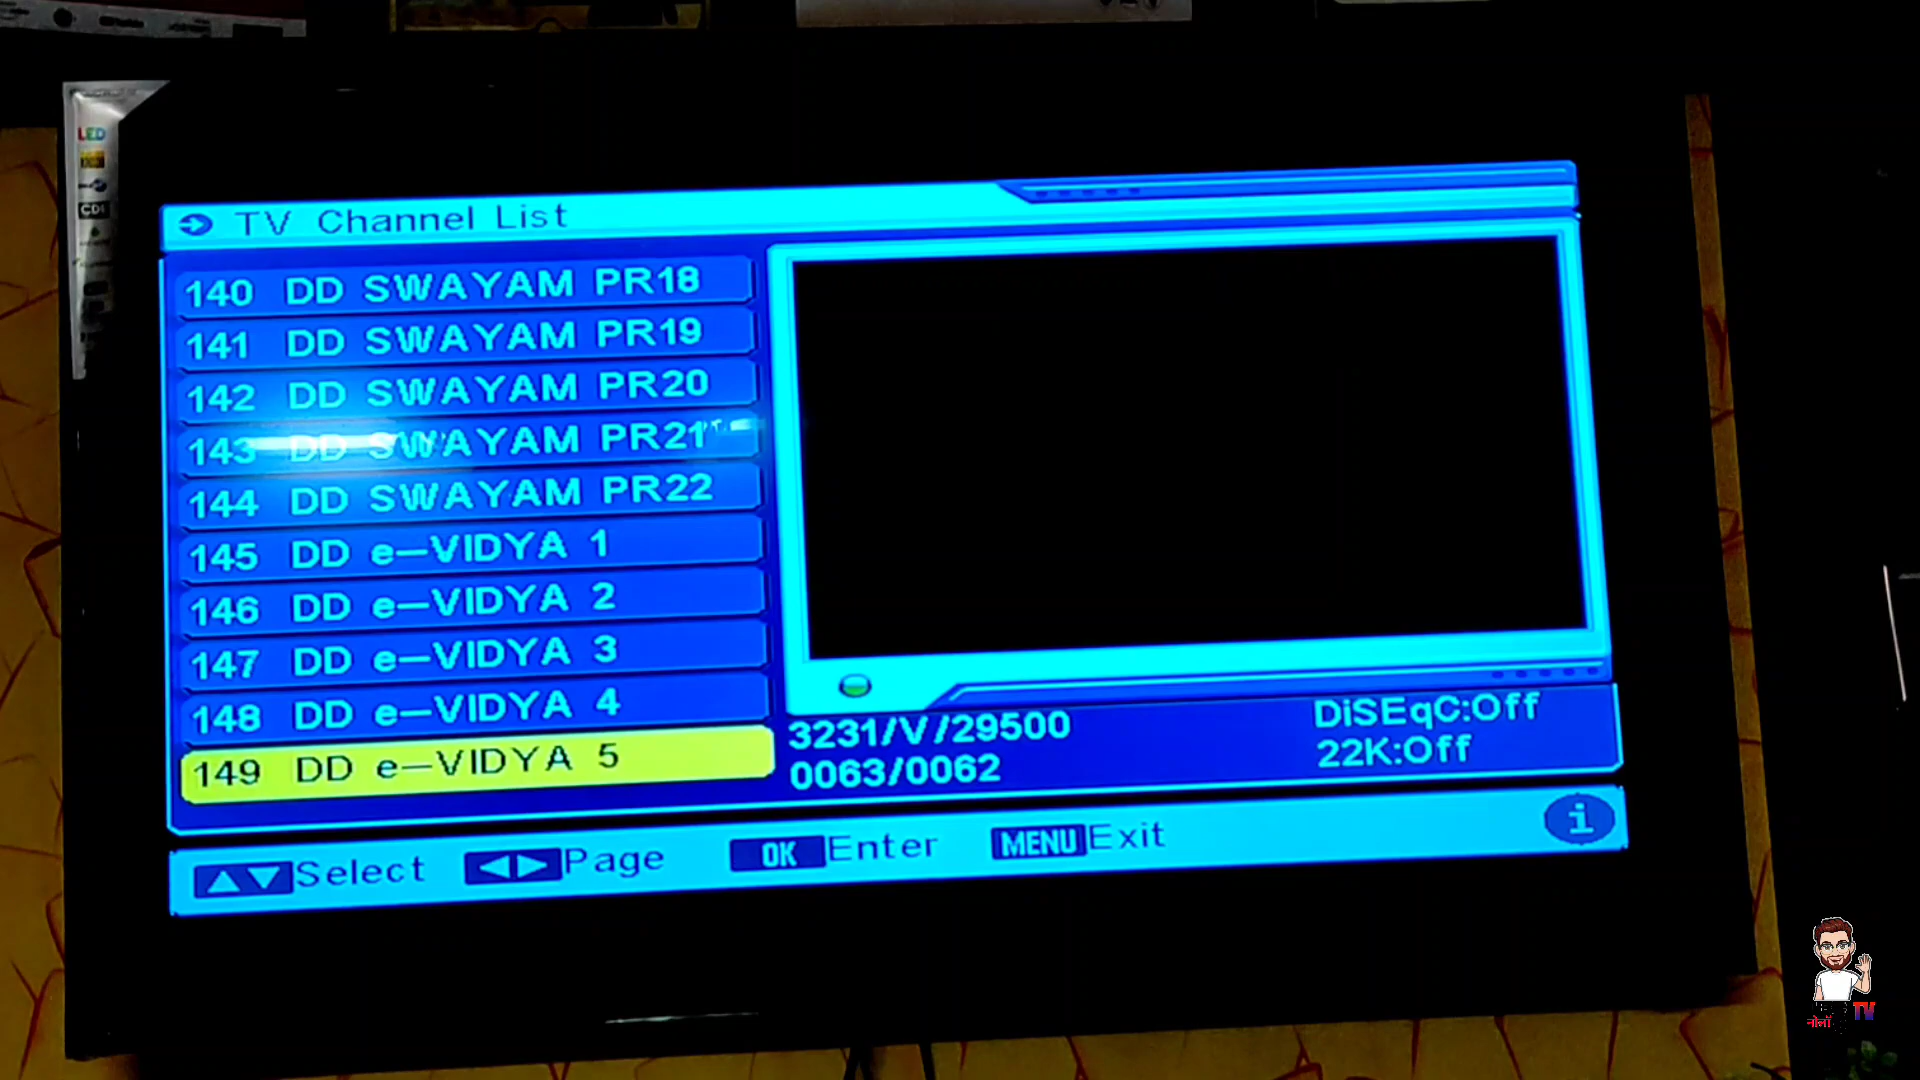 LED
TV Channel List
140 DD SWAYAM PR18
141 DD SWAYAM PR19
142 DD SWAYAM PR20
143 DD SWAYAM PR21
144 DD SWAYAM PR22
145 DD e-VIDYA 1
146 DD e-VIDYA 2
147 DD e-VIDYA 3
148 DD e-VIDYA 4
149 DD e-VIDYA 5
3231/V/29500
0063/0062
DiSEqC:Off
22K:Off
Select Page OK Enter MENU Exit i
TV